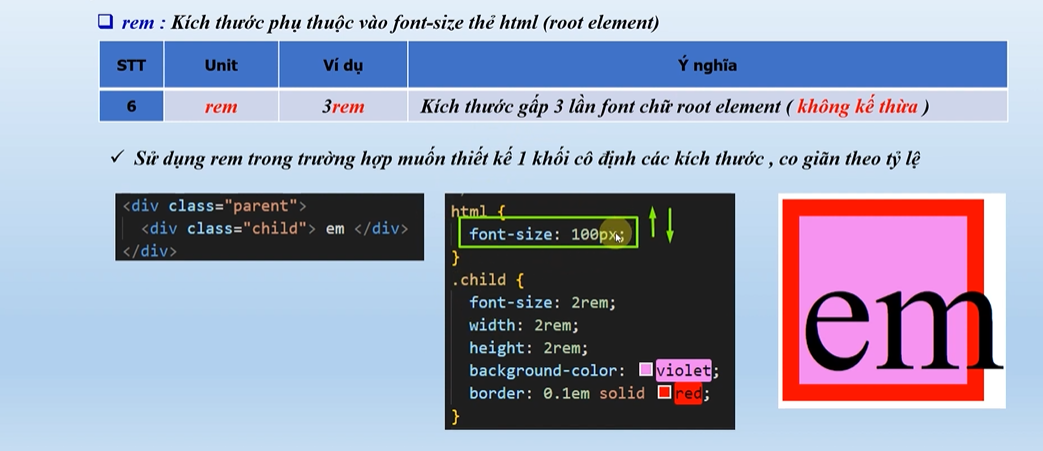 rem : Kích thước phụ thuộc vào font-size thẻ html (root element)
STT Unit Ví dụ Ý nghĩa
6 rem 3rem Kích thước gấp 3 lần font chữ root element ( không kế thừa )
✓ Sử dụng rem trong trường hợp muốn thiết kế 1 khối cô định các kích thước , co giãn theo tỷ lệ
<div class="parent">
<div class="child"> em </div>
</div>
html {
font-size: 100px;
}
.child {
font-size: 2rem;
width: 2rem;
height: 2rem;
background-color: violet;
border: 0.1em solid red;
}
em